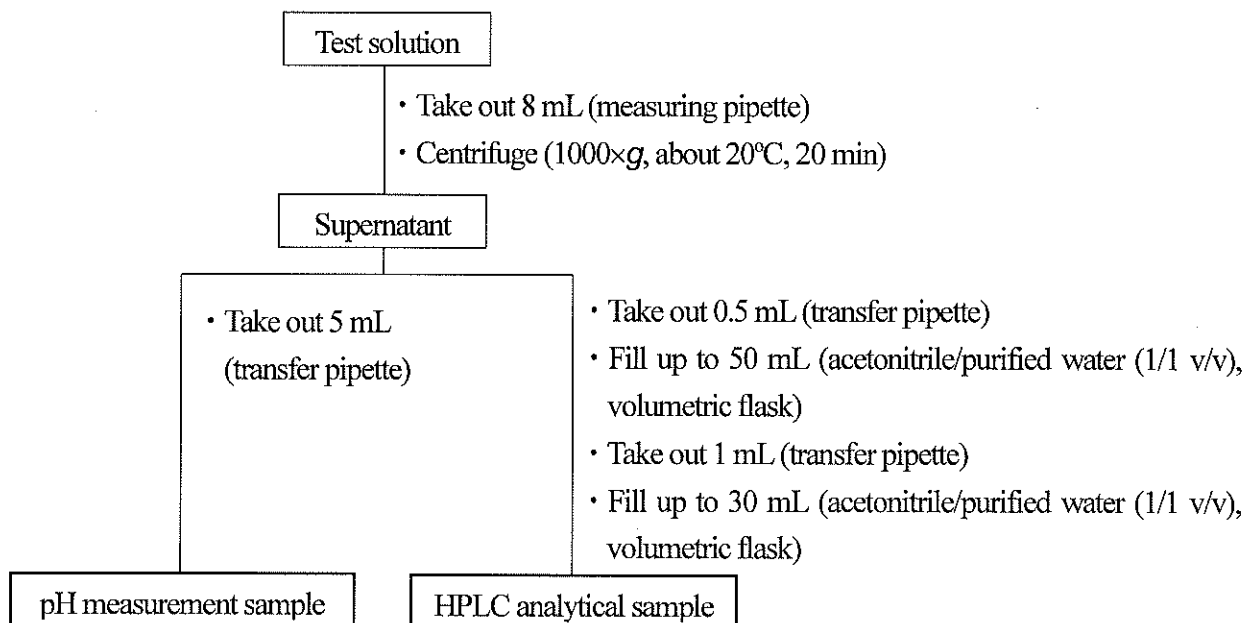 Test solution
・Take out 8 mL (measuring pipette)
・Centrifuge (1000×g, about 20°C, 20 min)
Supernatant
・Take out 5 mL
(transfer pipette)
・Take out 0.5 mL (transfer pipette)
・Fill up to 50 mL (acetonitrile/purified water (1/1 v/v),
volumetric flask)
・Take out 1 mL (transfer pipette)
・Fill up to 30 mL (acetonitrile/purified water (1/1 v/v),
volumetric flask)
pH measurement sample
HPLC analytical sample